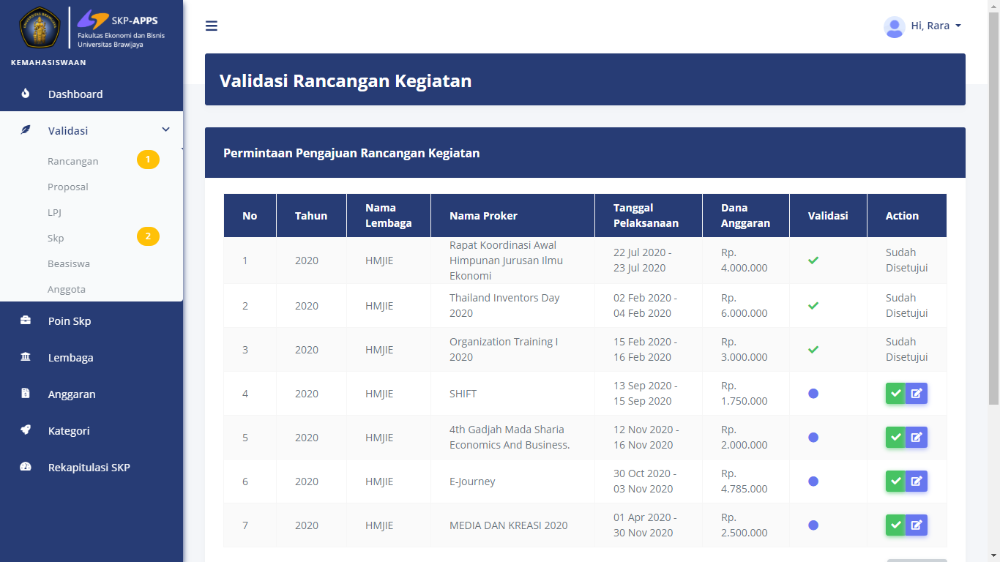 SKP-APPS
Fakultas Ekonomi dan Bisnis
Universitas Brawijaya
KEMAHASISWAAN
Dashboard
Validasi
Rancangan 1
Proposal
LPJ
Skp 2
Beasiswa
Anggota
Poin Skp
Lembaga
Anggaran
Kategori
Rekapitulasi SKP
Hi, Rara
Validasi Rancangan Kegiatan
Permintaan Pengajuan Rancangan Kegiatan
No
Tahun
Nama
Lembaga
Nama Proker
Tanggal
Pelaksanaan
Dana
Anggaran
Validasi
Action
1
2020
HMJIE
Rapat Koordinasi Awal
Himpunan Jurusan Ilmu
Ekonomi
22 Jul 2020 -
23 Jul 2020
Rp.
4.000.000
Sudah
Disetujui
2
2020
HMJIE
Thailand Inventors Day
2020
02 Feb 2020 -
04 Feb 2020
Rp.
6.000.000
Sudah
Disetujui
3
2020
HMJIE
Organization Training I
2020
15 Feb 2020 -
16 Feb 2020
Rp.
3.000.000
Sudah
Disetujui
4
2020
HMJIE
SHIFT
13 Sep 2020 -
15 Sep 2020
Rp.
1.750.000
5
2020
HMJIE
4th Gadjah Mada Sharia
Economics And Business.
12 Nov 2020 -
16 Nov 2020
Rp.
2.000.000
6
2020
HMJIE
E-Journey
30 Oct 2020 -
03 Nov 2020
Rp.
4.785.000
7
2020
HMJIE
MEDIA DAN KREASI 2020
01 Apr 2020 -
30 Nov 2020
Rp.
2.500.000